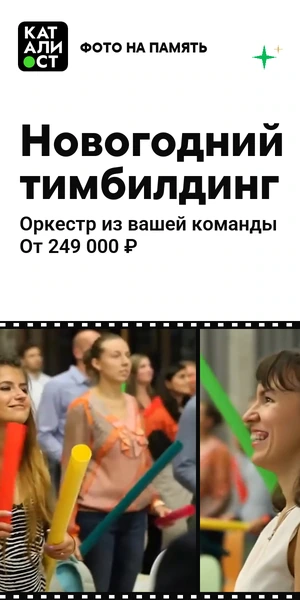 КАТ
АЛИ
ОСТ
ФОТО НА ПАМЯТЬ
Новогодний
тимбилдинг
Оркестр из вашей команды
От 249 000 ₽